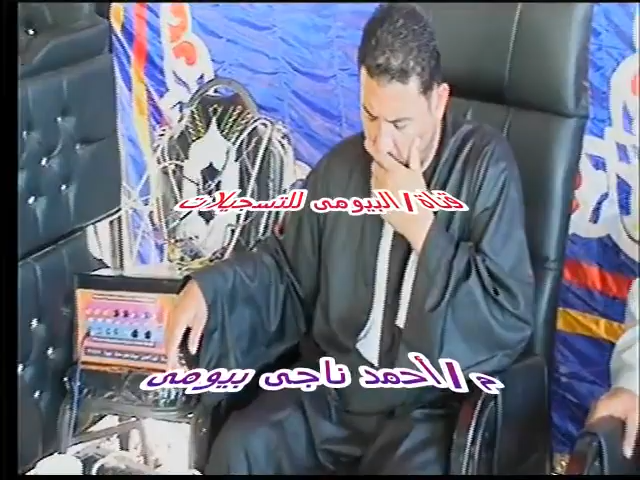 قناة / البيومى للتسجيلات
م / أحمد ناجى بيومى